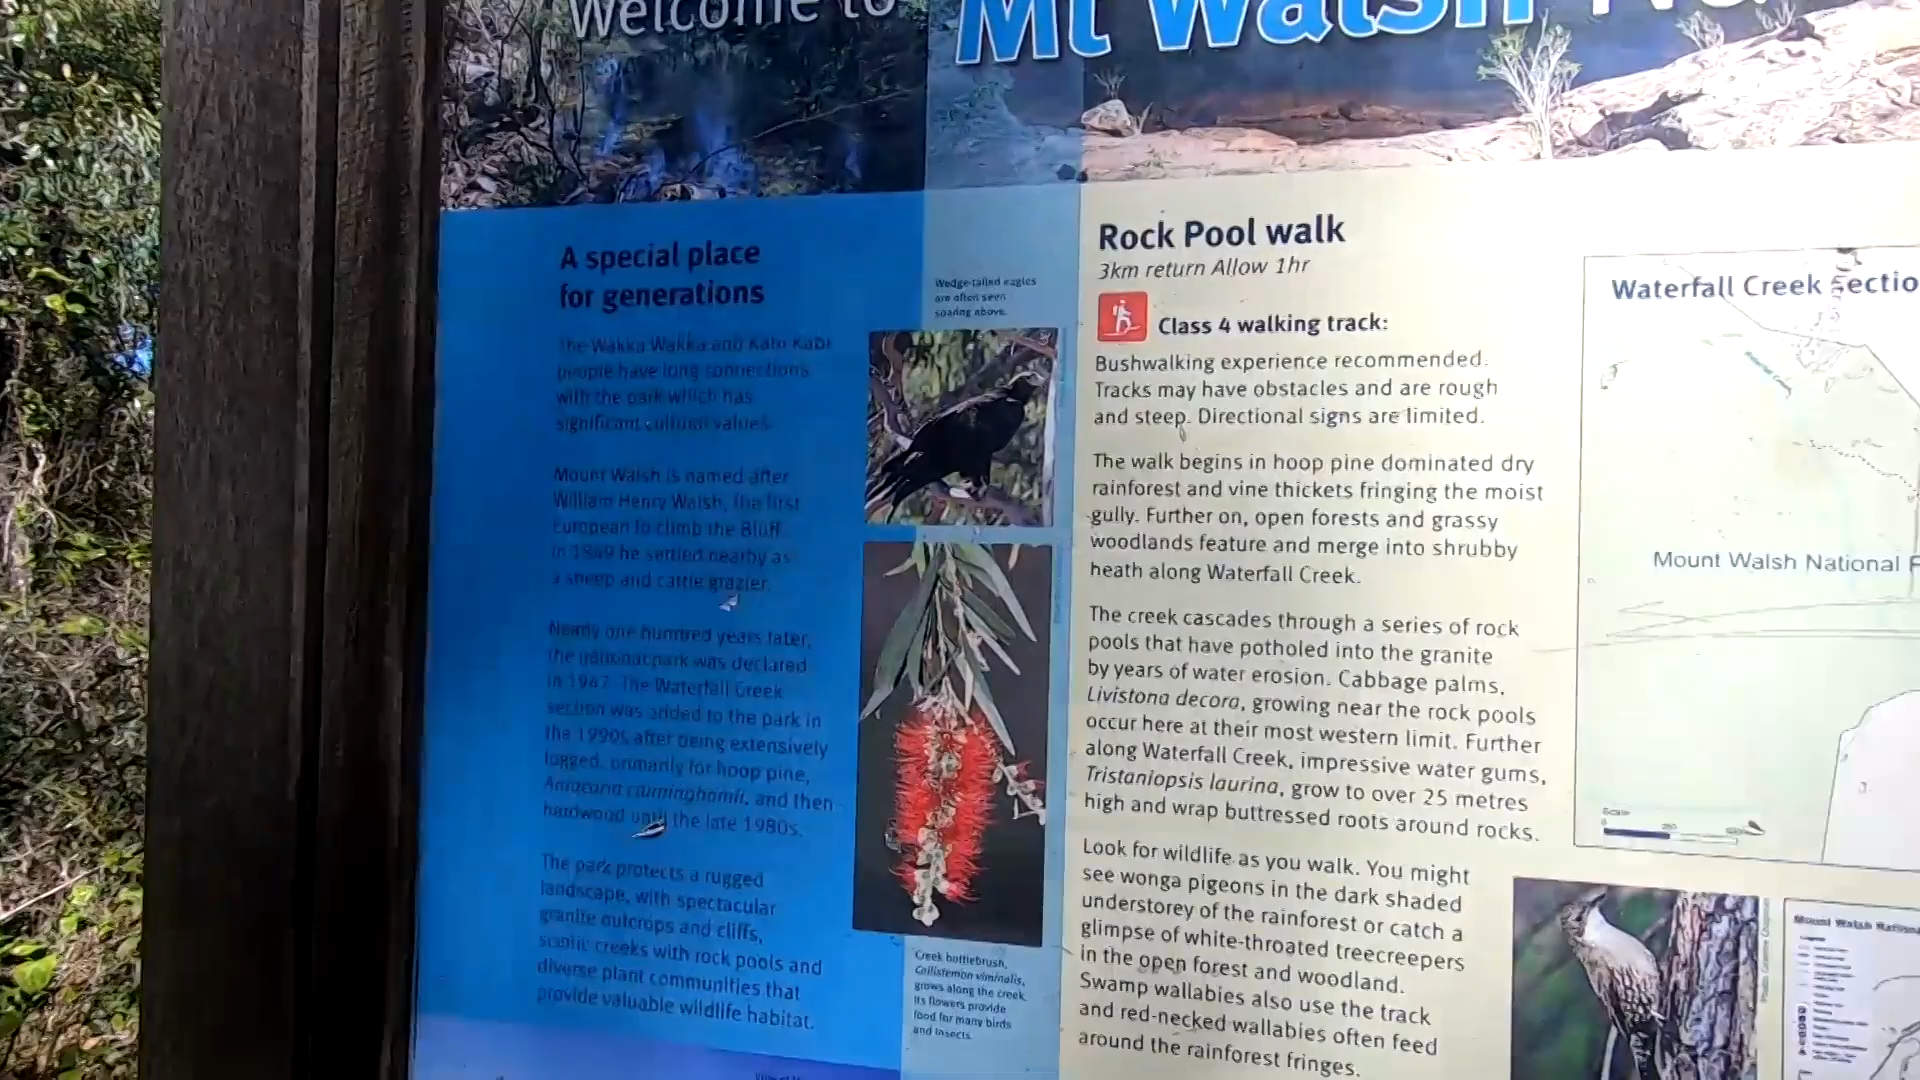 Welcome to Mt Walsh
A special place
for generations
The Wakka Wakka and Kabi Kabi
people have long connections
with the park which has
significant cultural values.
Mount Walsh is named after
William Henry Walsh, the first
European to climb the Bluff.
In 1849 he settled nearby as
a sheep and cattle grazier.
Nearly one hundred years later,
the national park was declared
in 1947. The Waterfall Creek
section was added to the park in
the 1990s after being extensively
logged, primarily for hoop pine,
Araucaria cunninghamii, and then
hardwood until the late 1980s.
The park protects a rugged
landscape, with spectacular
granite outcrops and cliffs,
scenic creeks with rock pools and
diverse plant communities that
provide valuable wildlife habitat.
Wedge-tailed eagles
are often seen
soaring above.
Creek bottlebrush,
Callistemon viminalis,
grows along the creek.
Its flowers provide
food for many birds
and insects.
Rock Pool walk
3km return Allow 1hr
Class 4 walking track:
Bushwalking experience recommended.
Tracks may have obstacles and are rough
and steep. Directional signs are limited.
The walk begins in hoop pine dominated dry
rainforest and vine thickets fringing the moist
gully. Further on, open forests and grassy
woodlands feature and merge into shrubby
heath along Waterfall Creek.
The creek cascades through a series of rock
pools that have potholed into the granite
by years of water erosion. Cabbage palms,
Livistona decora, growing near the rock pools
occur here at their most western limit. Further
along Waterfall Creek, impressive water gums,
Tristaniopsis laurina, grow to over 25 metres
high and wrap buttressed roots around rocks.
Look for wildlife as you walk. You might
see wonga pigeons in the dark shaded
understorey of the rainforest or catch a
glimpse of white-throated treecreepers
in the open forest and woodland.
Swamp wallabies also use the track
and red-necked wallabies often feed
around the rainforest fringes.
Waterfall Creek Sectio
Mount Walsh National
Scale
Mount Walsh Nationa